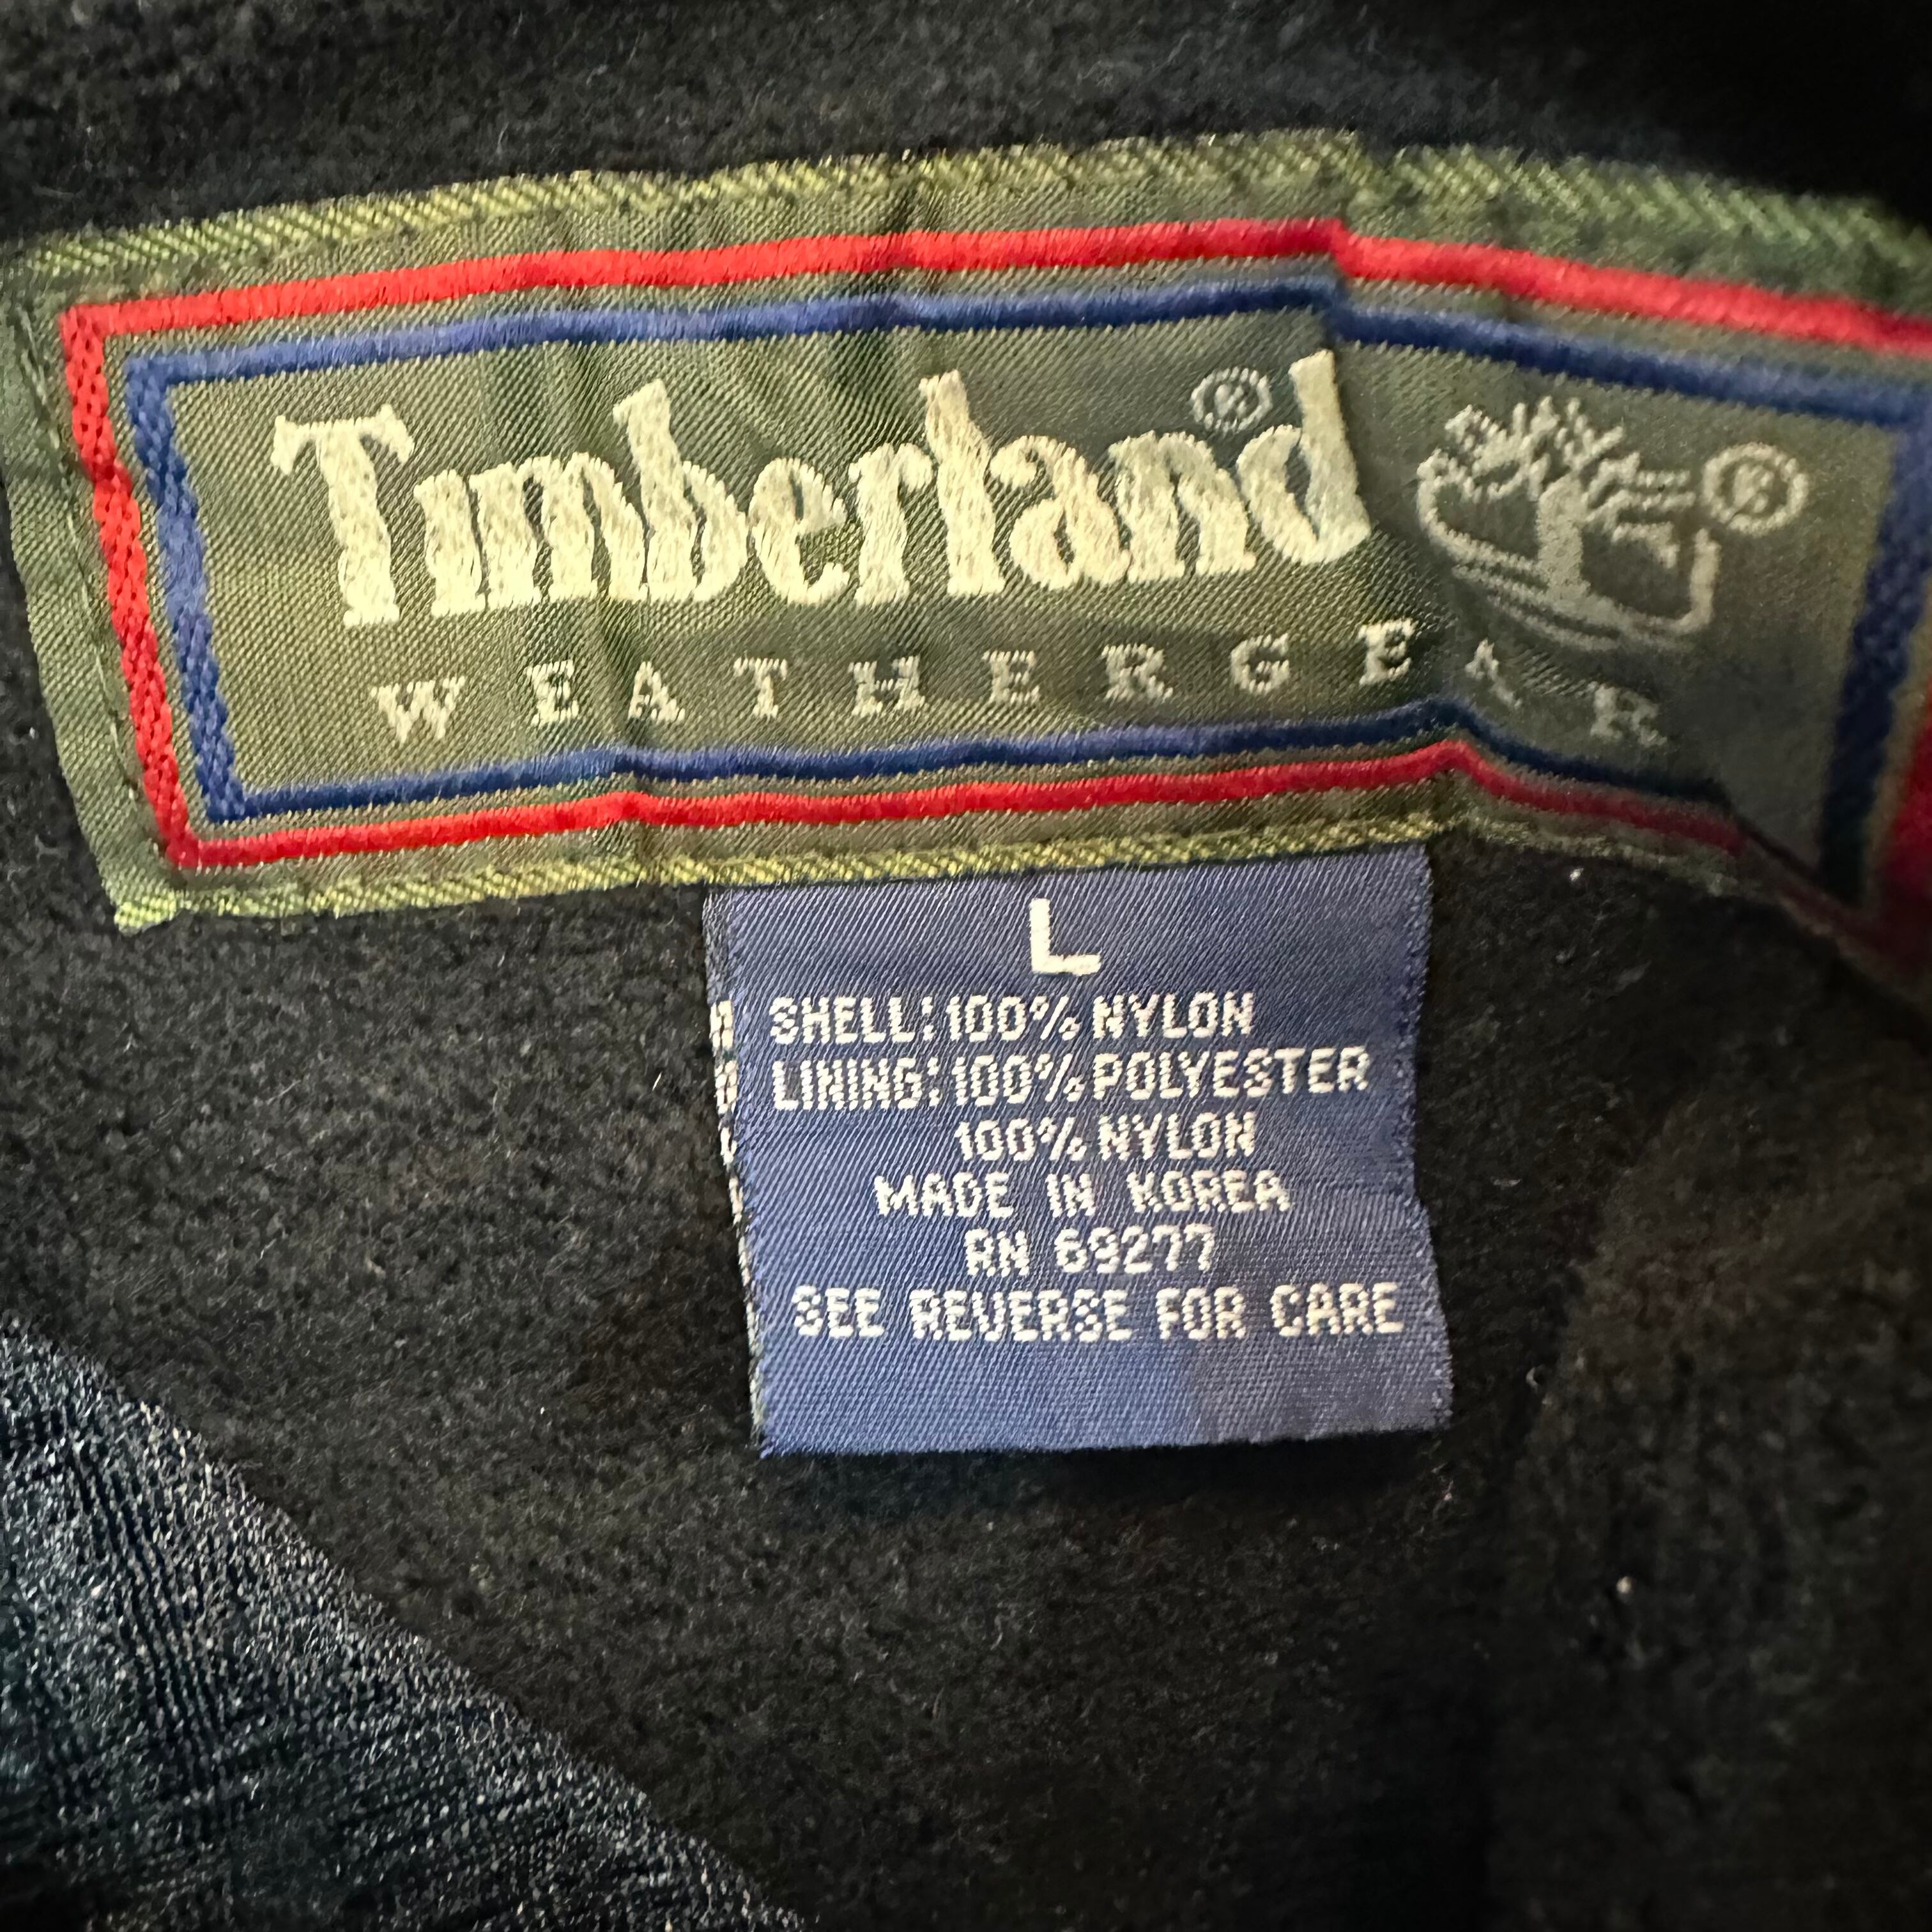 Timberland®
®
WEATHERGEAR
L
SHELL: 100% NYLON
LINING: 100% POLYESTER
100% NYLON
MADE IN KOREA
RN 69277
SEE REVERSE FOR CARE